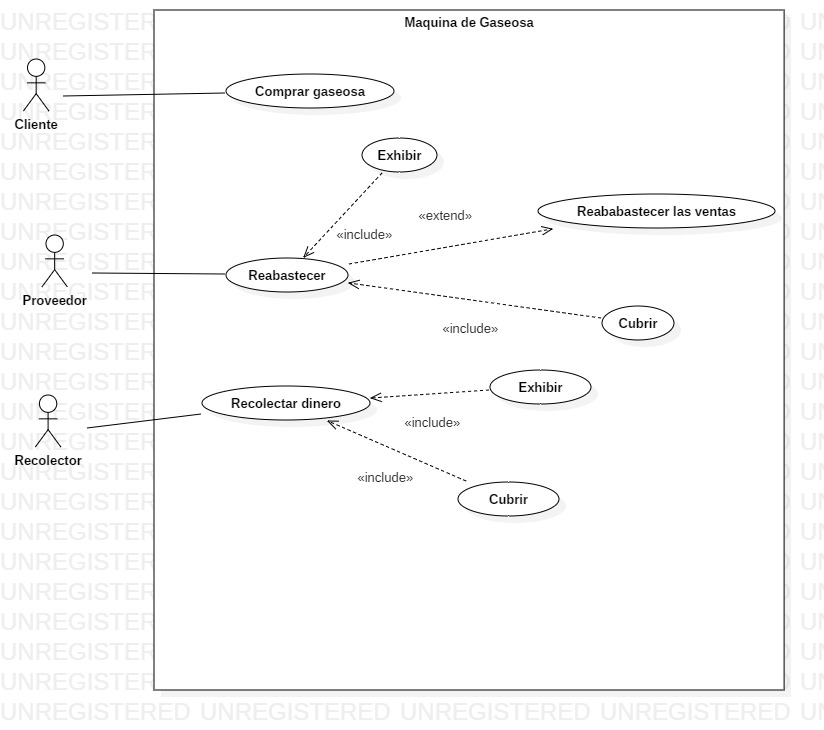 Maquina de Gaseosa
Comprar gaseosa
Cliente
Exhibir
Reababastecer las ventas
«extend»
«include»
Reabastecer
Proveedor
Cubrir
«include»
Exhibir
Recolectar dinero
«include»
Recolector
«include»
Cubrir
UNREGISTERED UNREGISTERED UNREGISTERED UNREGISTERED